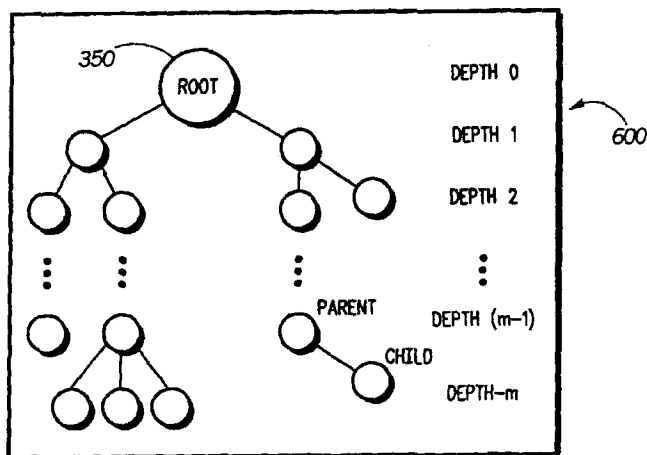 350
ROOT
DEPTH 0
600
DEPTH 1
DEPTH 2
PARENT
DEPTH (m-1)
CHILD
DEPTH-m